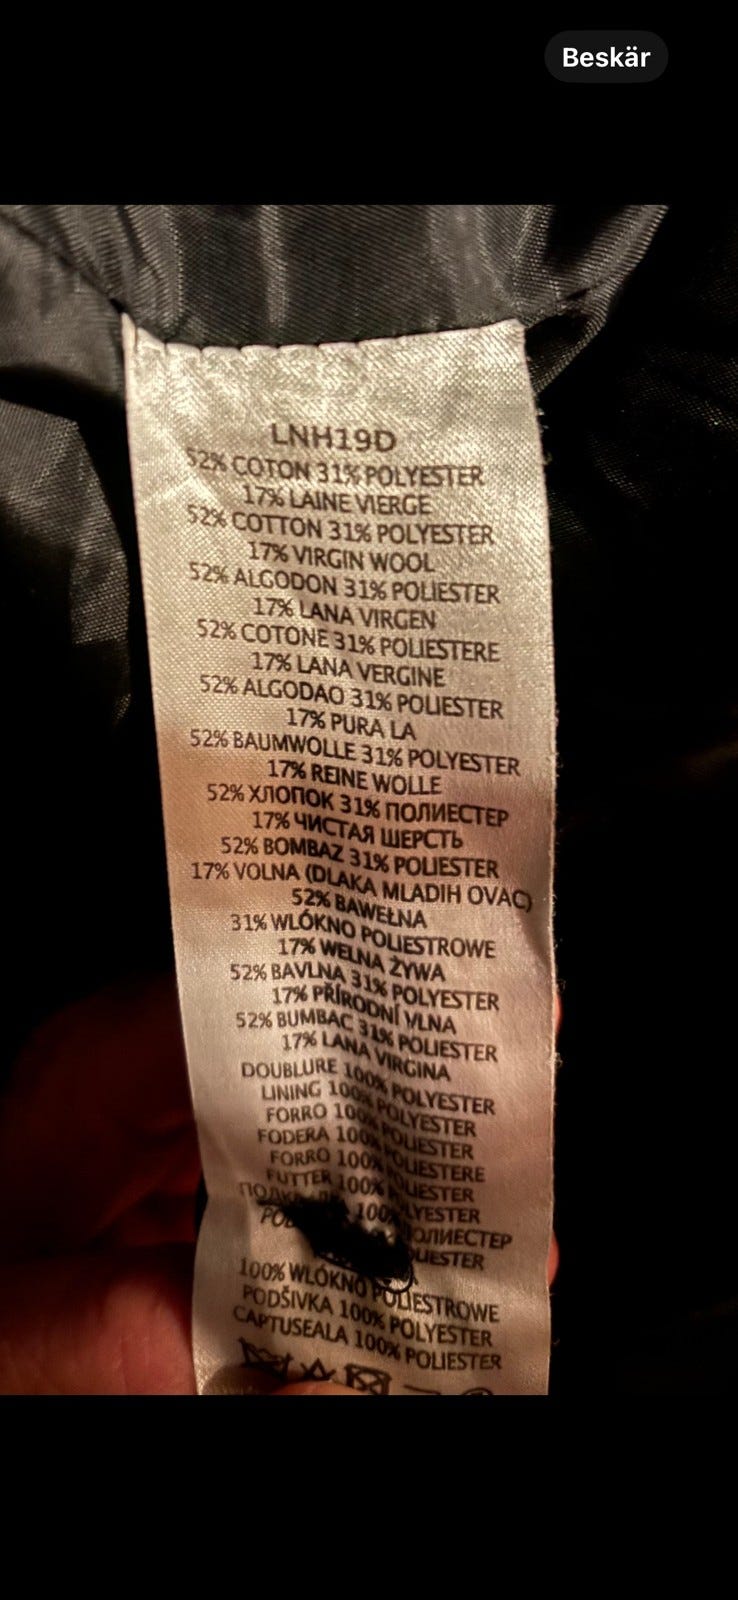 Beskär
LNH19D
52% COTON 31% POLYESTER
17% LAINE VIERGE
52% COTTON 31% POLYESTER
17% VIRGIN WOOL
52% ALGODON 31% POLIESTER
17% LANA VIRGEN
52% COTONE 31% POLIESTERE
17% LANA VERGINE
52% ALGODAO 31% POLIESTER
17% PURA LA
52% BAUMWOLLE 31% POLYESTER
17% REINE WOLLE
52% ХЛОПОК 31% ПОЛИЕСТЕР
17% ЧИСТАЯ ШЕРСТЬ
52% BOMBAZ 31% POLIESTER
17% VOLNA (DLAKA MLADIH OVAC)
52% BAWEŁNA
31% WLÓKNO POLIESTROWE
17% WELNA ŻYWA
52% BAVLNA 31% POLYESTER
17% PŘÍRODNÍ VLNA
52% BUMBAC 31% POLIESTER
17% LANA VIRGINA
DOUBLURE 100% POLYESTER
LINING 100% POLYESTER
FORRO 100% POLIESTER
FODERA 100% POLIESTERE
FORRO 100% POLIESTER
FUTTER 100% POLYESTER
100% ПОЛИЕСТЕР
100% WLÓKNO POLIESTROWE
PODŠIVKA 100% POLYESTER
CAPTUSEALA 100% POLIESTER